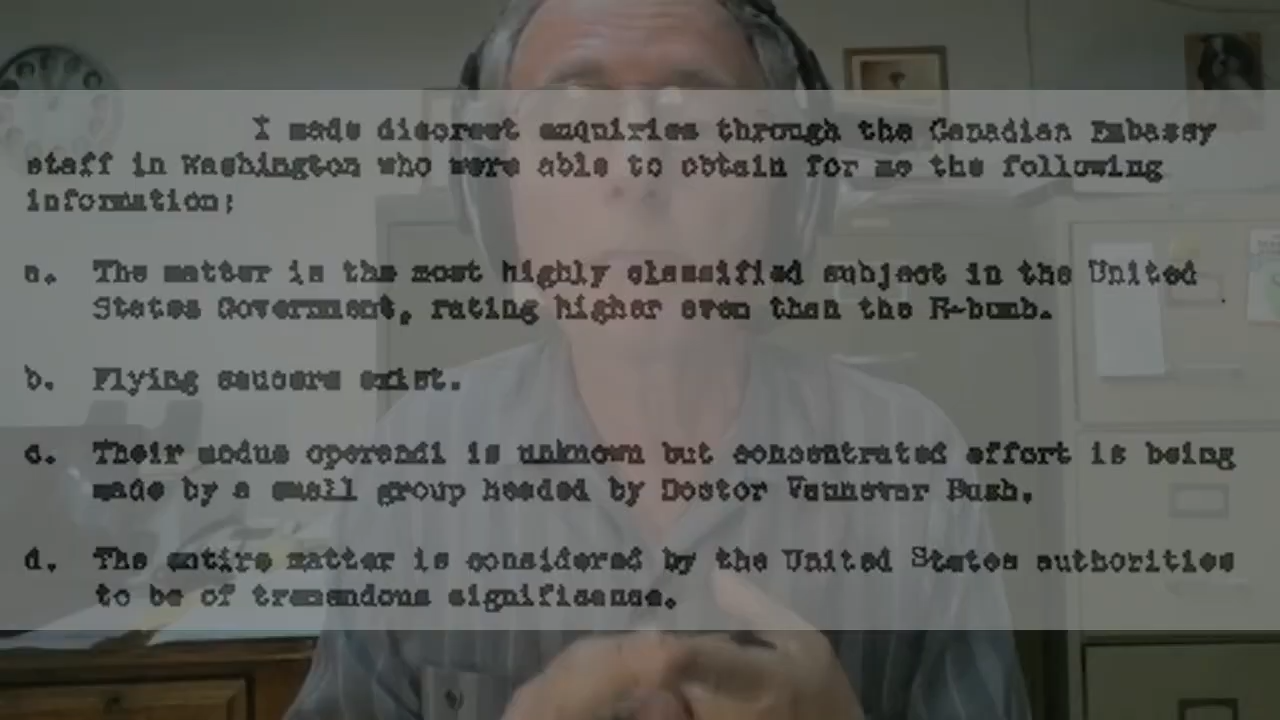 I made discreet enquiries through the Canadian Embassy
staff in Washington who were able to obtain for me the following
information:
a. The matter is the most highly classified subject in the United
States Government, rating higher even than the H-bomb.
b. Flying saucers exist.
c. Their modus operandi is unknown but concentrated effort is being
made by a small group headed by Doctor Vannevar Bush.
d. The entire matter is considered by the United States authorities
to be of tremendous significance.